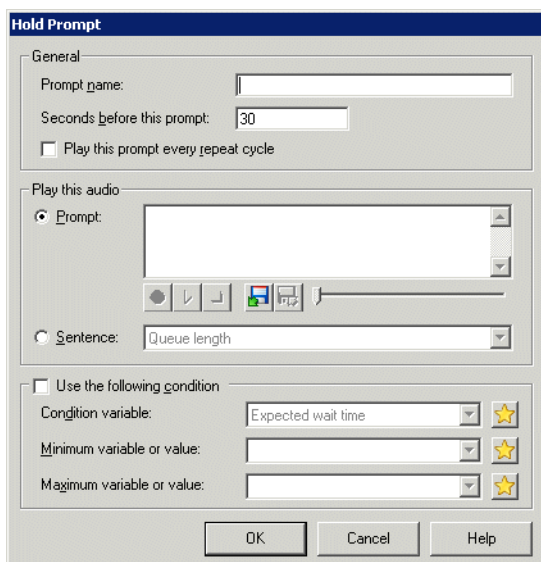 Hold Prompt
General
Prompt name:
Seconds before this prompt: 30
Play this prompt every repeat cycle
Play this audio
Prompt:
Sentence: Queue length
Use the following condition
Condition variable: Expected wait time
Minimum variable or value:
Maximum variable or value:
OK Cancel Help